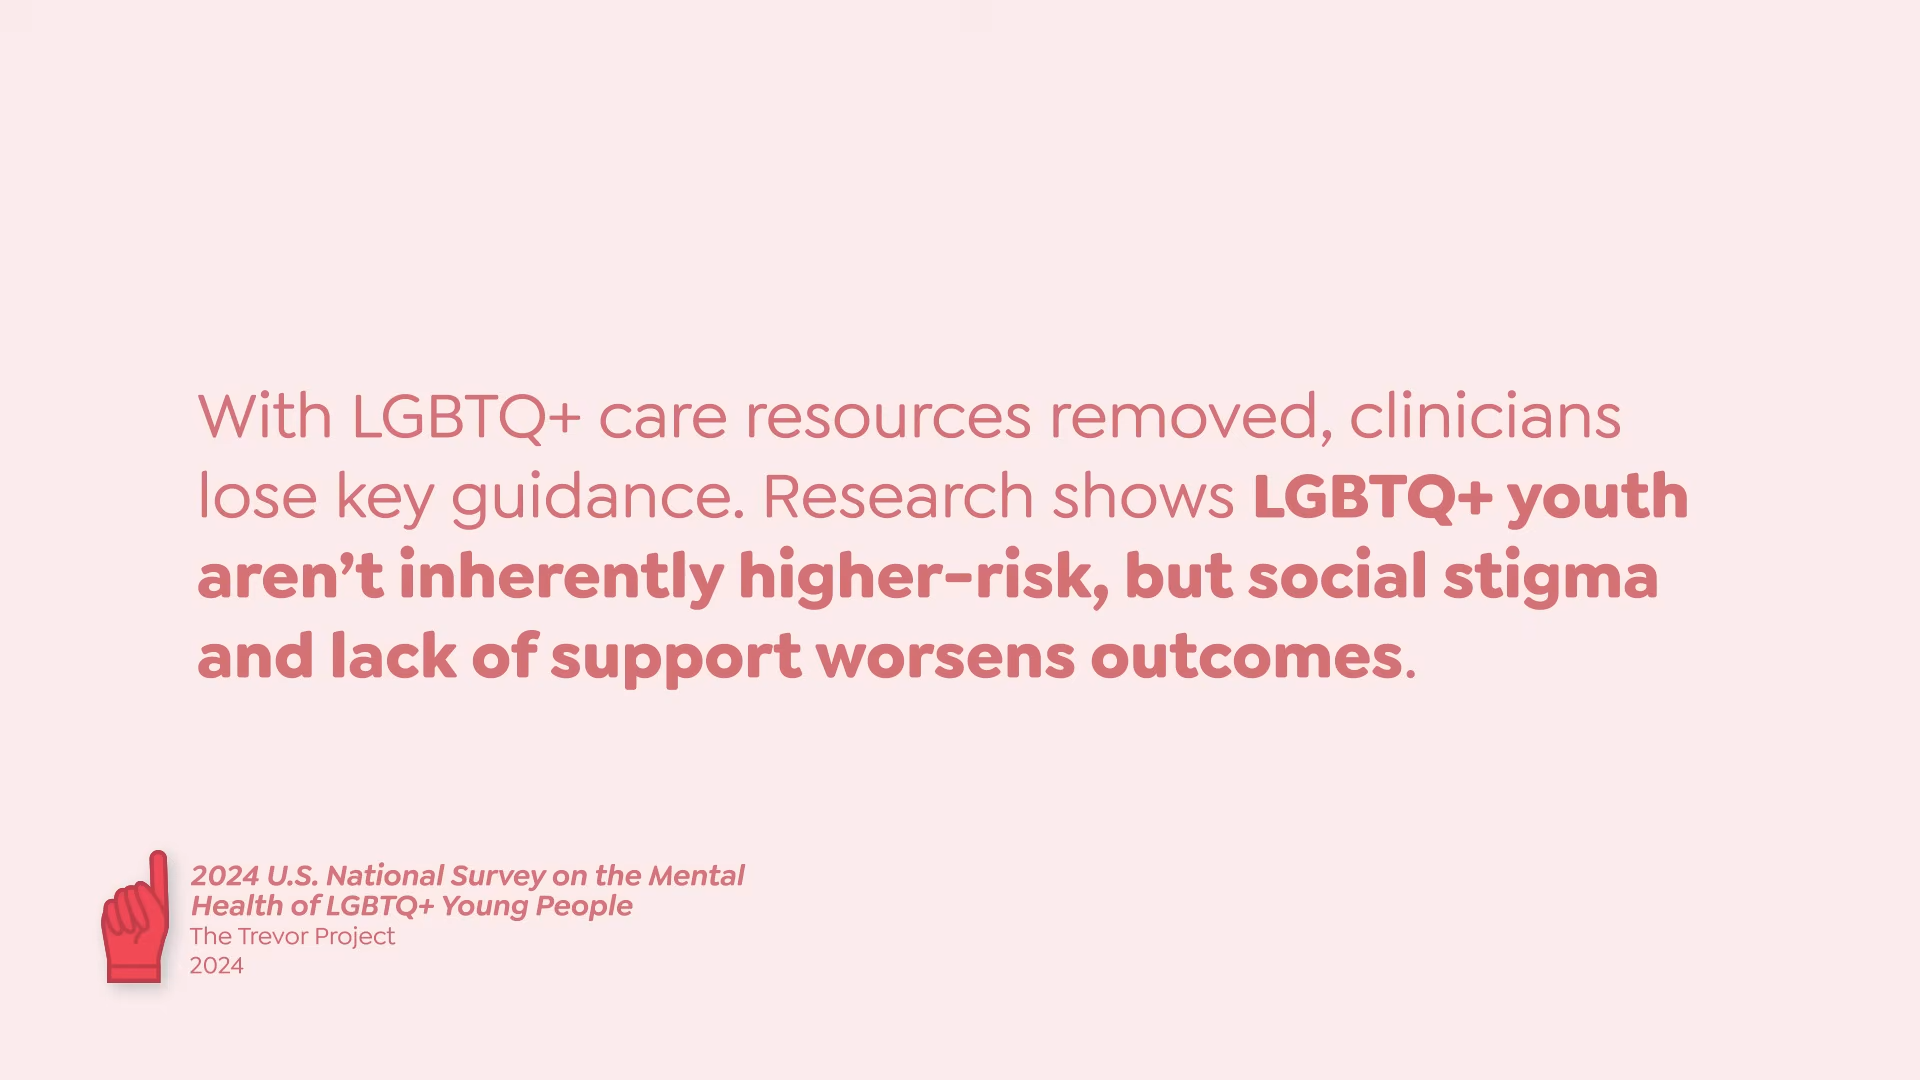 With LGBTQ+ care resources removed, clinicians
lose key guidance. Research shows LGBTQ+ youth
aren’t inherently higher-risk, but social stigma
and lack of support worsens outcomes.
2024 U.S. National Survey on the Mental
Health of LGBTQ+ Young People
The Trevor Project
2024